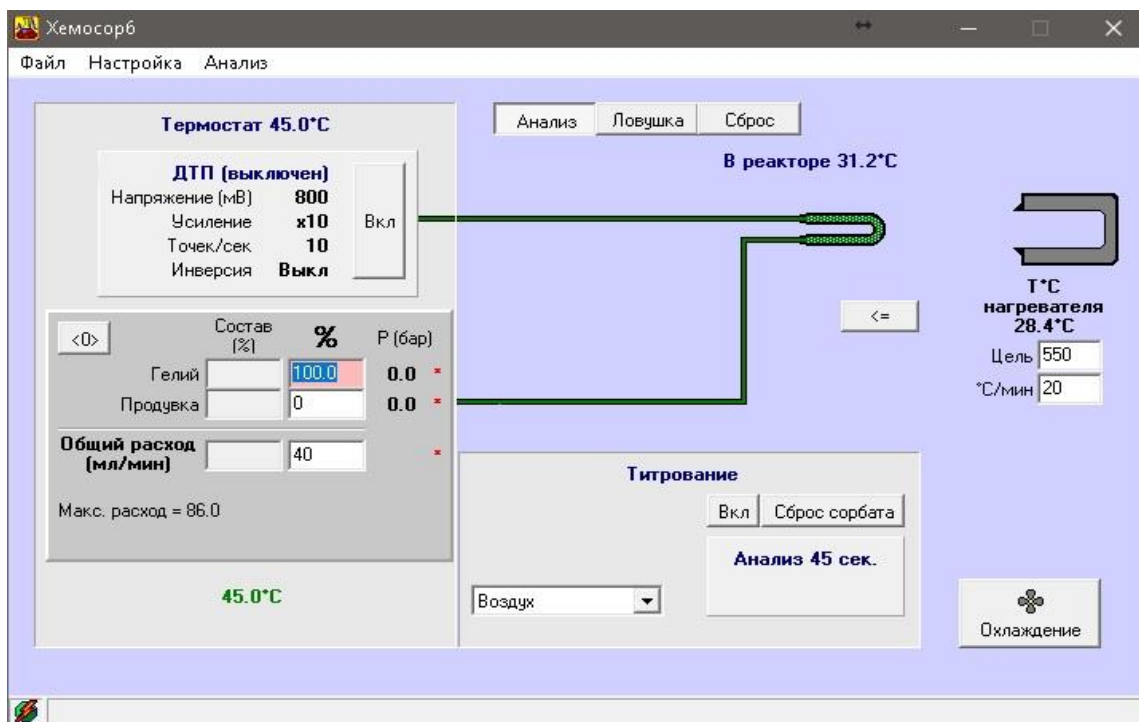 Хемосорб
Файл Настройка Анализ
Термостат 45.0°C
ДТП (выключен)
Напряжение (мВ) 800
Усиление x10
Точек/сек 10
Инверсия Выкл
Вкл
Анализ Ловушка Сброс
В реакторе 31.2°C
<=
T°C
нагревателя
28.4°C
Цель 550
°C/мин 20
<0> Состав (%) % P (бар)
Гелий 100.0 0.0 *
Продувка 0 0.0 *
Общий расход
(мл/мин) 40 *
Макс. расход = 86.0
45.0°C
Титрование
Вкл Сброс сорбата
Анализ 45 сек.
Воздух
Охлаждение